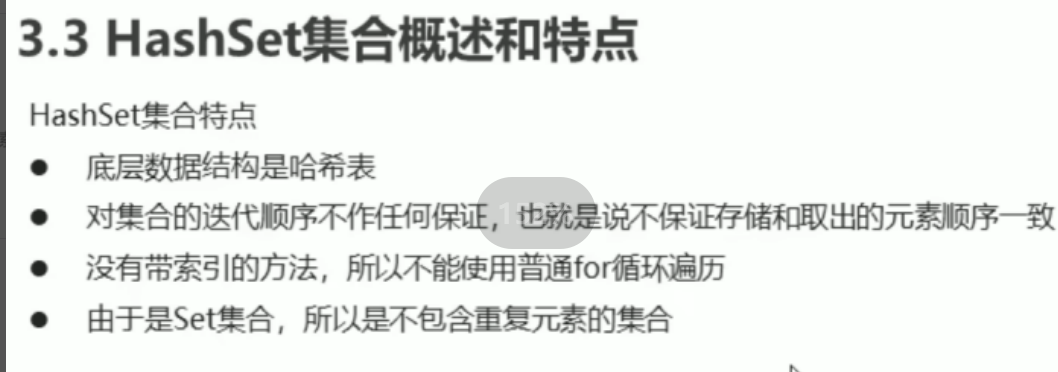 3.3 HashSet集合概述和特点
HashSet集合特点
● 底层数据结构是哈希表
● 对集合的迭代顺序不作任何保证，也就是说不保证存储和取出的元素顺序一致
● 没有带索引的方法，所以不能使用普通for循环遍历
● 由于是Set集合，所以是不包含重复元素的集合